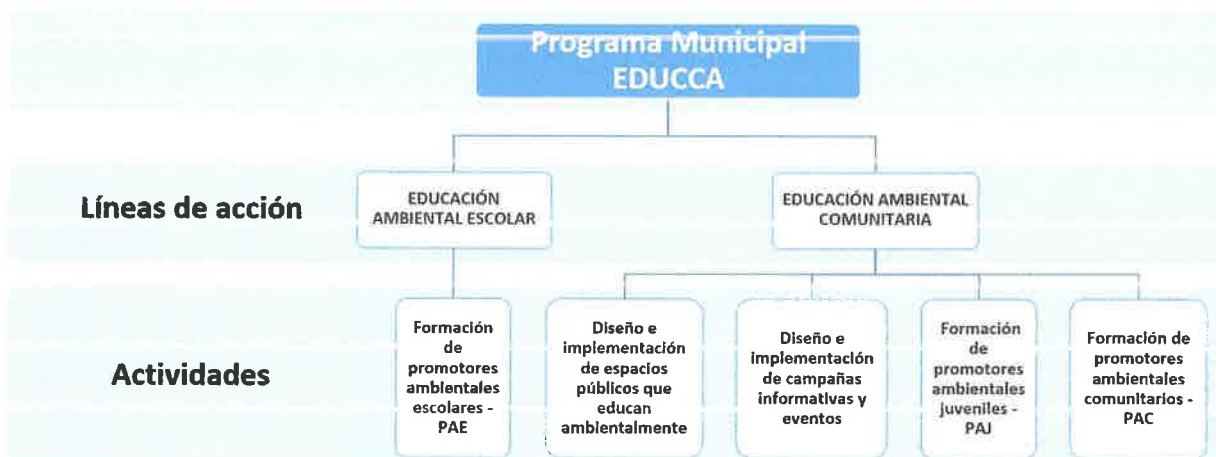 Programa Municipal
EDUCCA
Líneas de acción
EDUCACIÓN
AMBIENTAL ESCOLAR
EDUCACIÓN AMBIENTAL
COMUNITARIA
Actividades
Formación
de
promotores
ambientales
escolares -
PAE
Diseño e
implementación
de espacios
públicos que
educan
ambientalmente
Diseño e
implementación
de campañas
informativas y
eventos
Formación
de
promotores
ambientales
juveniles -
PAJ
Formación de
promotores
ambientales
comunitarios -
PAC